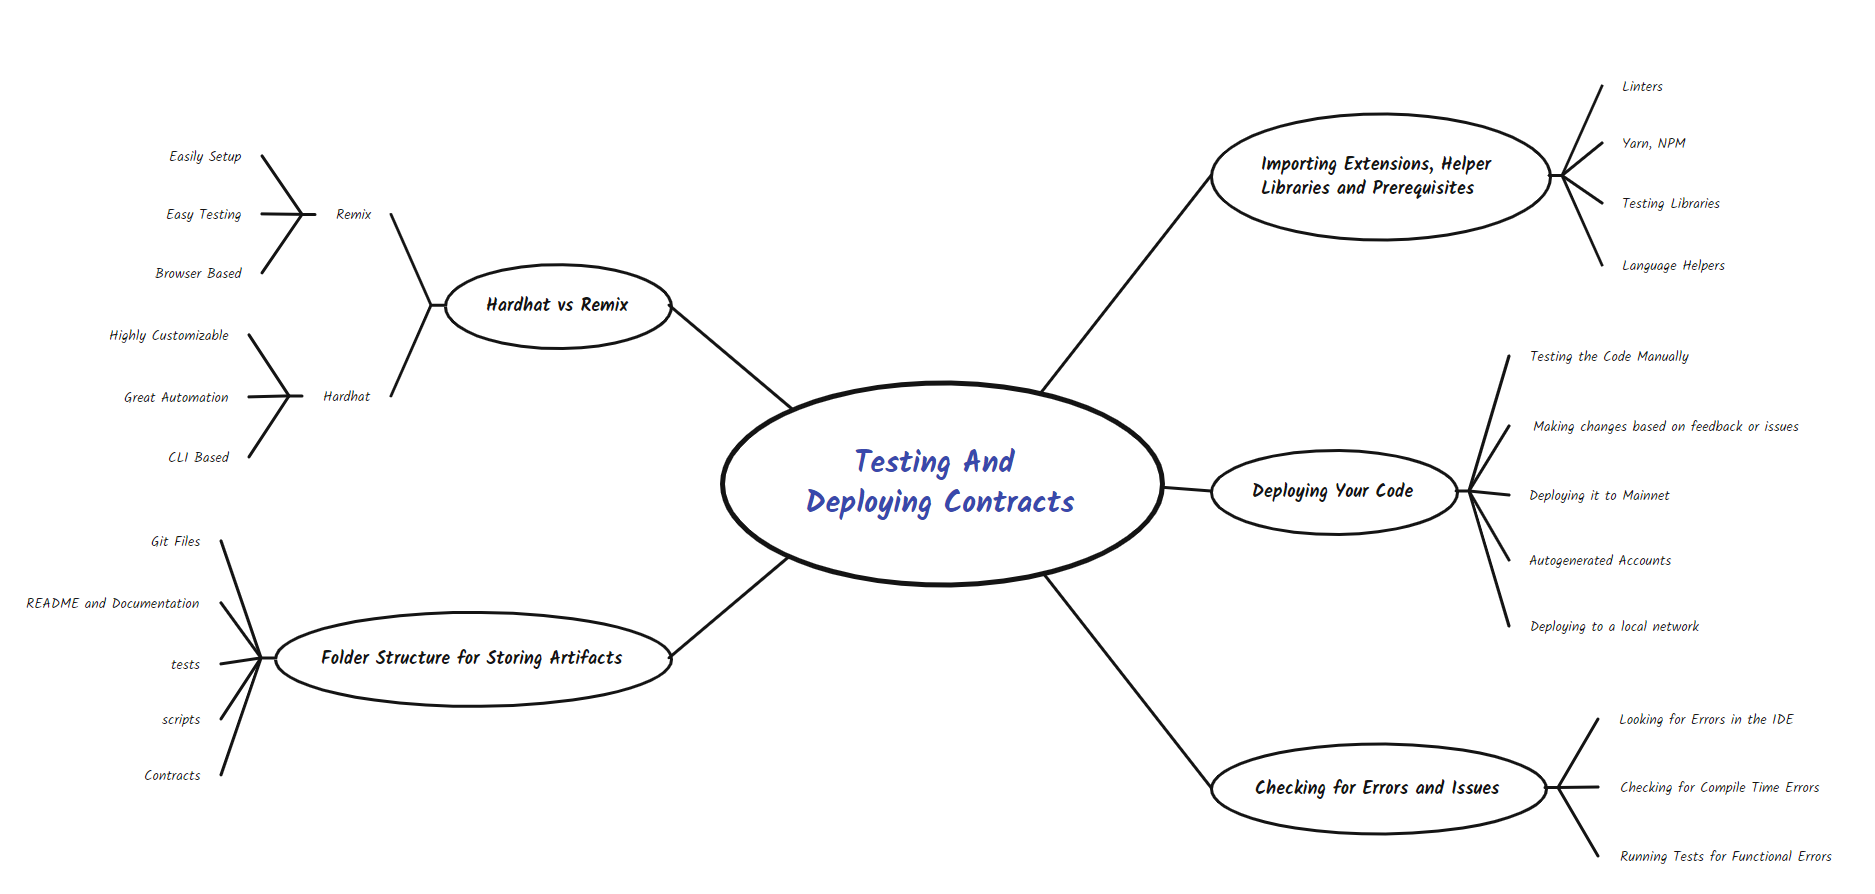 Testing And
Deploying Contracts
Hardhat vs Remix
Remix
Easily Setup
Easy Testing
Browser Based
Hardhat
Highly Customizable
Great Automation
CLI Based
Folder Structure for Storing Artifacts
Git Files
README and Documentation
tests
scripts
Contracts
Importing Extensions, Helper
Libraries and Prerequisites
Linters
Yarn, NPM
Testing Libraries
Language Helpers
Deploying Your Code
Testing the Code Manually
Making changes based on feedback or issues
Deploying it to Mainnet
Autogenerated Accounts
Deploying to a local network
Checking for Errors and Issues
Looking for Errors in the IDE
Checking for Compile Time Errors
Running Tests for Functional Errors